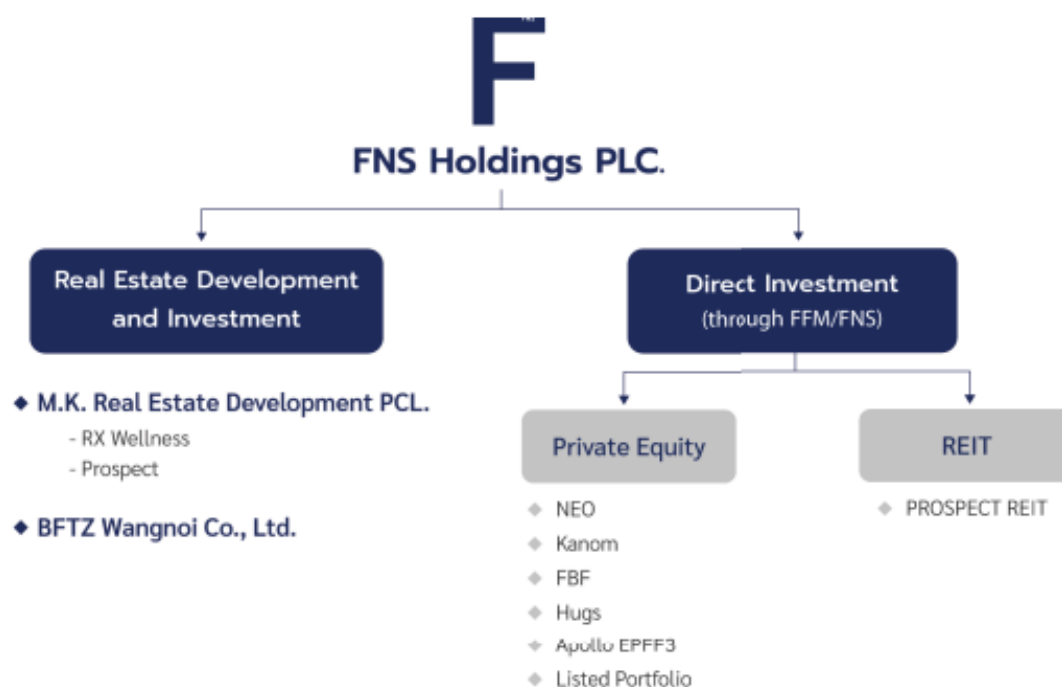 F
FNS Holdings PLC.
Real Estate Development
and Investment
◆ M.K. Real Estate Development PCL.
- RX Wellness
- Prospect
◆ BFTZ Wangnoi Co., Ltd.
Direct Investment
(through FFM/FNS)
Private Equity
◆ NEO
◆ Kanom
◆ FBF
◆ Hugs
◆ Apollo EPFF3
◆ Listed Portfolio
REIT
◆ PROSPECT REIT